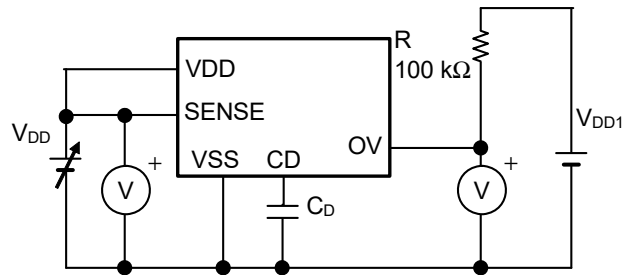 R
100 kΩ
VDD
SENSE
VDD
VDD1
OV
VSS CD
+
V
+
V
CD